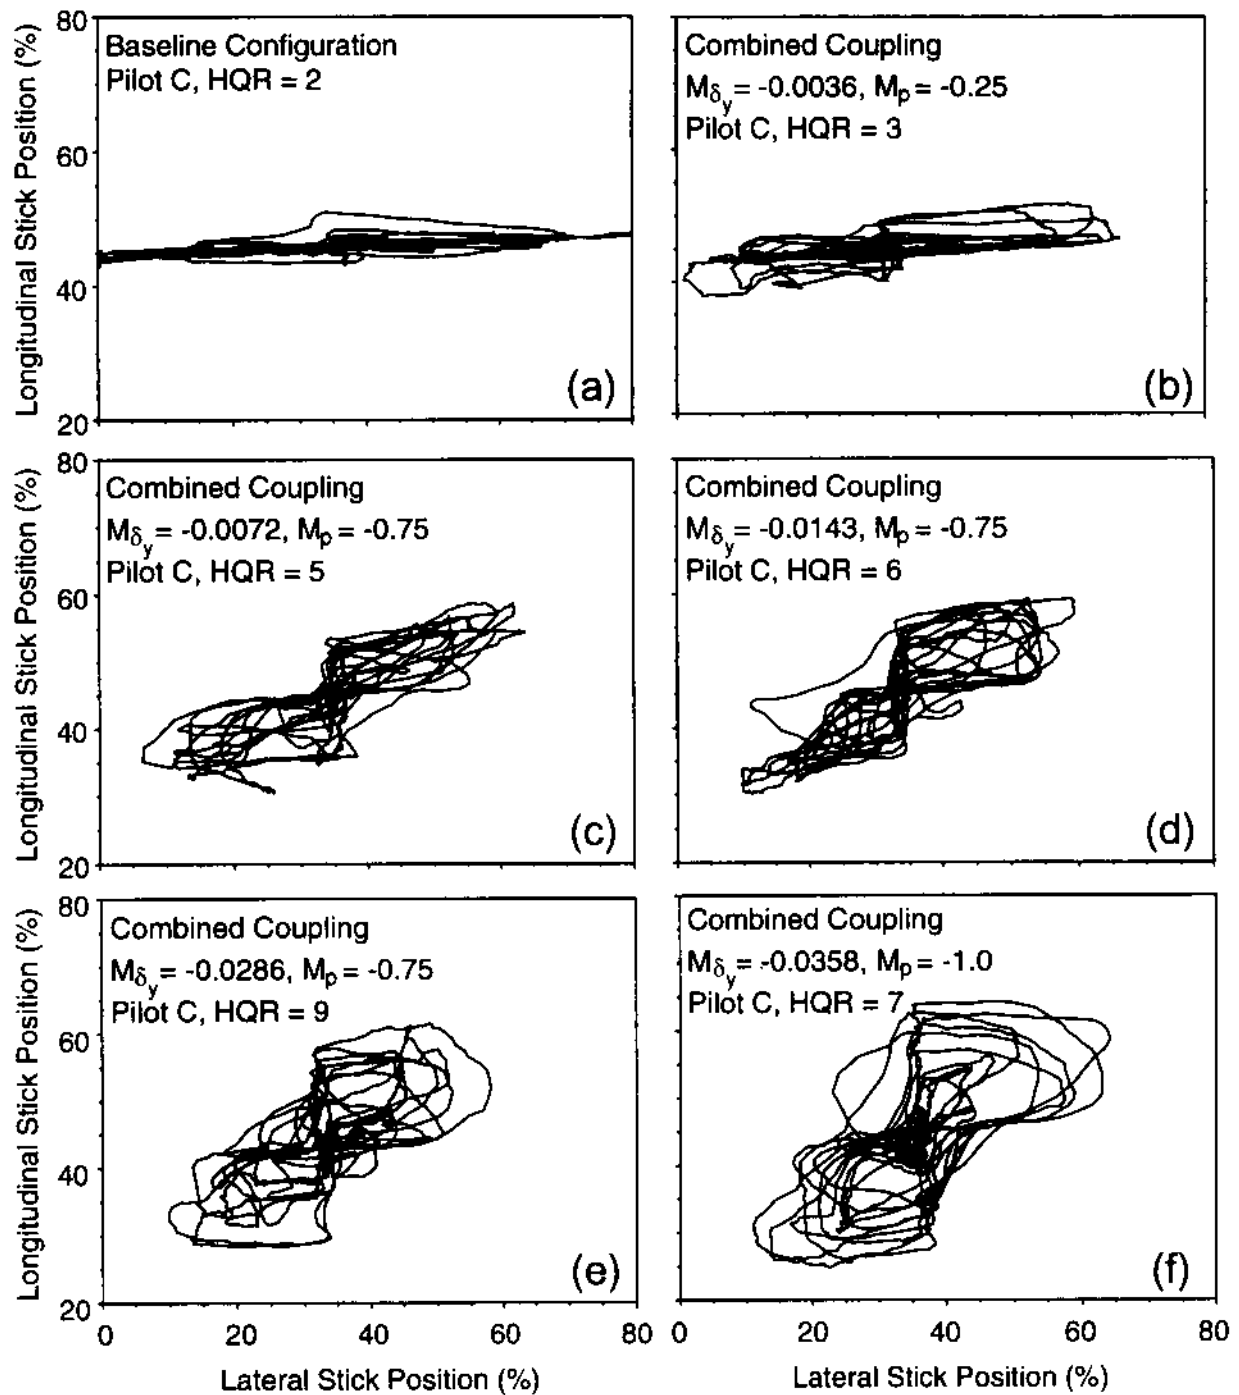 80
60
40
20
Longitudinal Stick Position (%)
Baseline Configuration
Pilot C, HQR = 2
(a)
Combined Coupling
Mδy = -0.0036, Mp = -0.25
Pilot C, HQR = 3
(b)
80
60
40
20
Longitudinal Stick Position (%)
Combined Coupling
Mδy = -0.0072, Mp = -0.75
Pilot C, HQR = 5
(c)
Combined Coupling
Mδy = -0.0143, Mp = -0.75
Pilot C, HQR = 6
(d)
80
60
40
20
Longitudinal Stick Position (%)
Combined Coupling
Mδy = -0.0286, Mp = -0.75
Pilot C, HQR = 9
(e)
Combined Coupling
Mδy = -0.0358, Mp = -1.0
Pilot C, HQR = 7
(f)
0 20 40 60 80
Lateral Stick Position (%)
0 20 40 60 80
Lateral Stick Position (%)